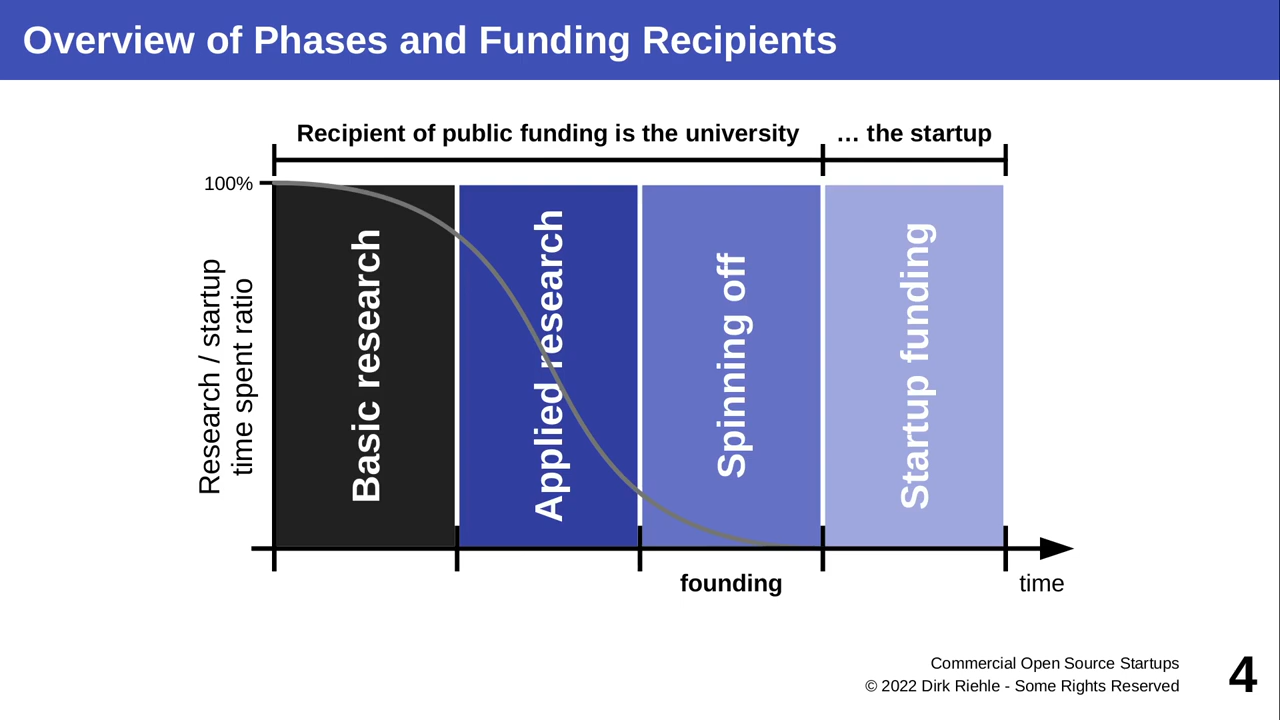 Overview of Phases and Funding Recipients
Recipient of public funding is the university
… the startup
100%
Research / startup
time spent ratio
Basic research
Applied research
Spinning off
Startup funding
founding
time
Commercial Open Source Startups
© 2022 Dirk Riehle - Some Rights Reserved
4